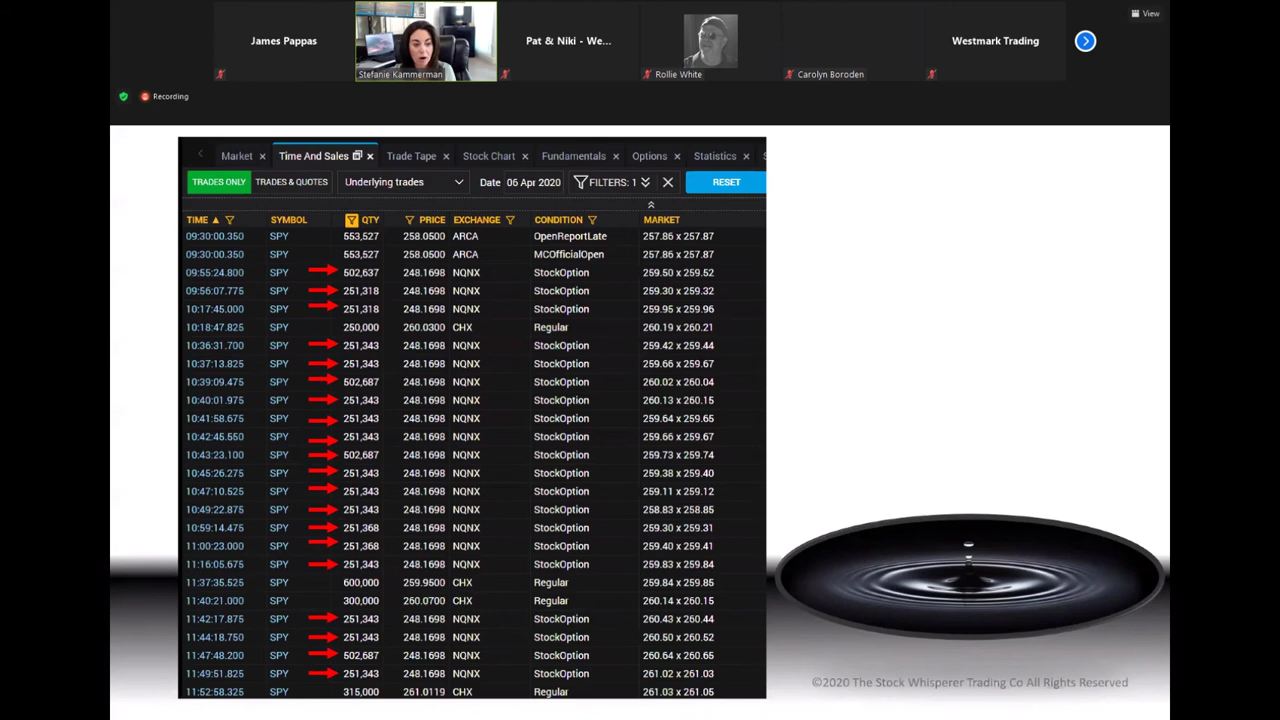 View
James Pappas
Stefanie Kammerman
Pat & Niki - We...
Rollie White
Carolyn Boroden
Westmark Trading
Recording
Market × Time And Sales × Trade Tape × Stock Chart × Fundamentals × Options × Statistics ×
TRADES ONLY TRADES & QUOTES Underlying trades Date 06 Apr 2020 FILTERS: 1 RESET
TIME SYMBOL QTY PRICE EXCHANGE CONDITION MARKET
09:30:00.350 SPY 553,527 258.0500 ARCA OpenReportLate 257.86 x 257.87
09:30:00.350 SPY 553,527 258.0500 ARCA MCOfficialOpen 257.86 x 257.87
09:55:24.800 SPY 502,637 248.1698 NQNX StockOption 259.50 x 259.52
09:56:07.775 SPY 251,318 248.1698 NQNX StockOption 259.30 x 259.32
10:17:45.000 SPY 251,318 248.1698 NQNX StockOption 259.95 x 259.96
10:18:47.825 SPY 250,000 260.0300 CHX Regular 260.19 x 260.21
10:36:31.700 SPY 251,343 248.1698 NQNX StockOption 259.42 x 259.44
10:37:13.825 SPY 251,343 248.1698 NQNX StockOption 259.66 x 259.67
10:39:09.475 SPY 502,687 248.1698 NQNX StockOption 260.02 x 260.04
10:40:01.975 SPY 251,343 248.1698 NQNX StockOption 260.13 x 260.15
10:41:58.675 SPY 251,343 248.1698 NQNX StockOption 259.64 x 259.65
10:42:45.550 SPY 251,343 248.1698 NQNX StockOption 259.66 x 259.67
10:43:23.100 SPY 502,687 248.1698 NQNX StockOption 259.73 x 259.74
10:45:26.275 SPY 251,343 248.1698 NQNX StockOption 259.38 x 259.40
10:47:10.525 SPY 251,343 248.1698 NQNX StockOption 259.11 x 259.12
10:49:22.875 SPY 251,343 248.1698 NQNX StockOption 258.83 x 258.85
10:59:14.475 SPY 251,368 248.1698 NQNX StockOption 259.30 x 259.31
11:00:23.000 SPY 251,368 248.1698 NQNX StockOption 259.40 x 259.41
11:16:05.675 SPY 251,343 248.1698 NQNX StockOption 259.83 x 259.84
11:37:35.525 SPY 600,000 259.9500 CHX Regular 259.84 x 259.85
11:40:21.000 SPY 300,000 260.0700 CHX Regular 260.14 x 260.15
11:42:17.875 SPY 251,343 248.1698 NQNX StockOption 260.43 x 260.44
11:44:18.750 SPY 251,343 248.1698 NQNX StockOption 260.50 x 260.52
11:47:48.200 SPY 502,687 248.1698 NQNX StockOption 260.64 x 260.65
11:49:51.825 SPY 251,343 248.1698 NQNX StockOption 261.02 x 261.03
11:52:58.325 SPY 315,000 261.0119 CHX Regular 261.03 x 261.05
©2020 The Stock Whisperer Trading Co All Rights Reserved